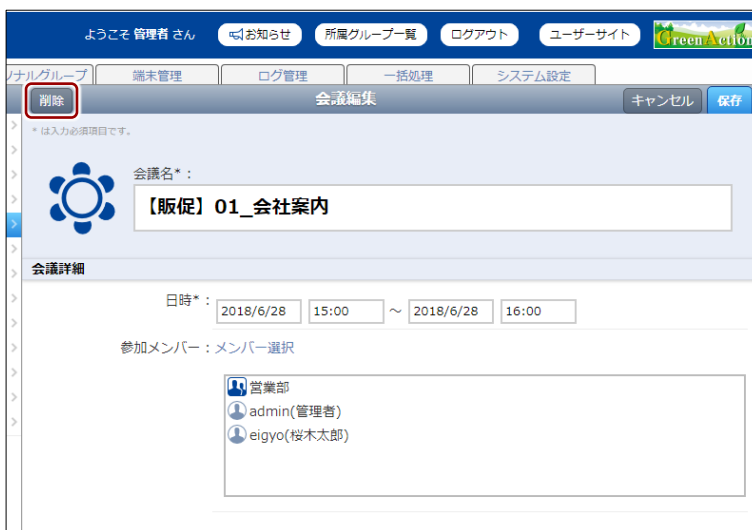 ようこそ 管理者 さん お知らせ 所属グループ一覧 ログアウト ユーザーサイト GreenAction
ソナルグループ 端末管理 ログ管理 一括処理 システム設定
削除 会議編集 キャンセル 保存
* は入力必須項目です。
会議名*：
【販促】01_会社案内
会議詳細
日時*： 2018/6/28 15:00 ～ 2018/6/28 16:00
参加メンバー：メンバー選択
営業部
admin(管理者)
eigyo(桜木太郎)